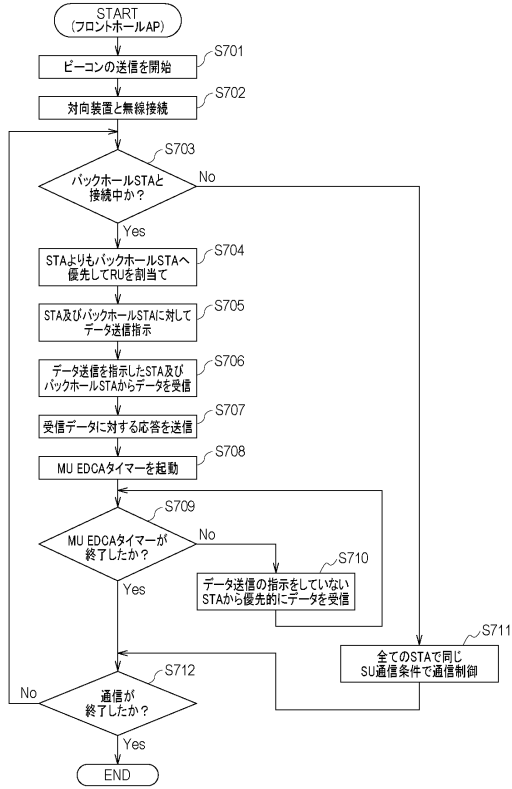 START
(フロントホールAP)
S701
ビーコンの送信を開始
S702
対向装置と無線接続
S703
バックホールSTAと
接続中か?
No
Yes
S704
STAよりもバックホールSTAへ
優先してRUを割当て
S705
STA及びバックホールSTAに対して
データ送信指示
S706
データ送信を指示したSTA及び
バックホールSTAからデータを受信
S707
受信データに対する応答を送信
S708
MU EDCAタイマーを起動
S709
MU EDCAタイマーが
終了したか?
No
Yes
S710
データ送信の指示をしていない
STAから優先的にデータを受信
S711
全てのSTAで同じ
SU通信条件で通信制御
S712
通信が
終了したか?
No
Yes
END